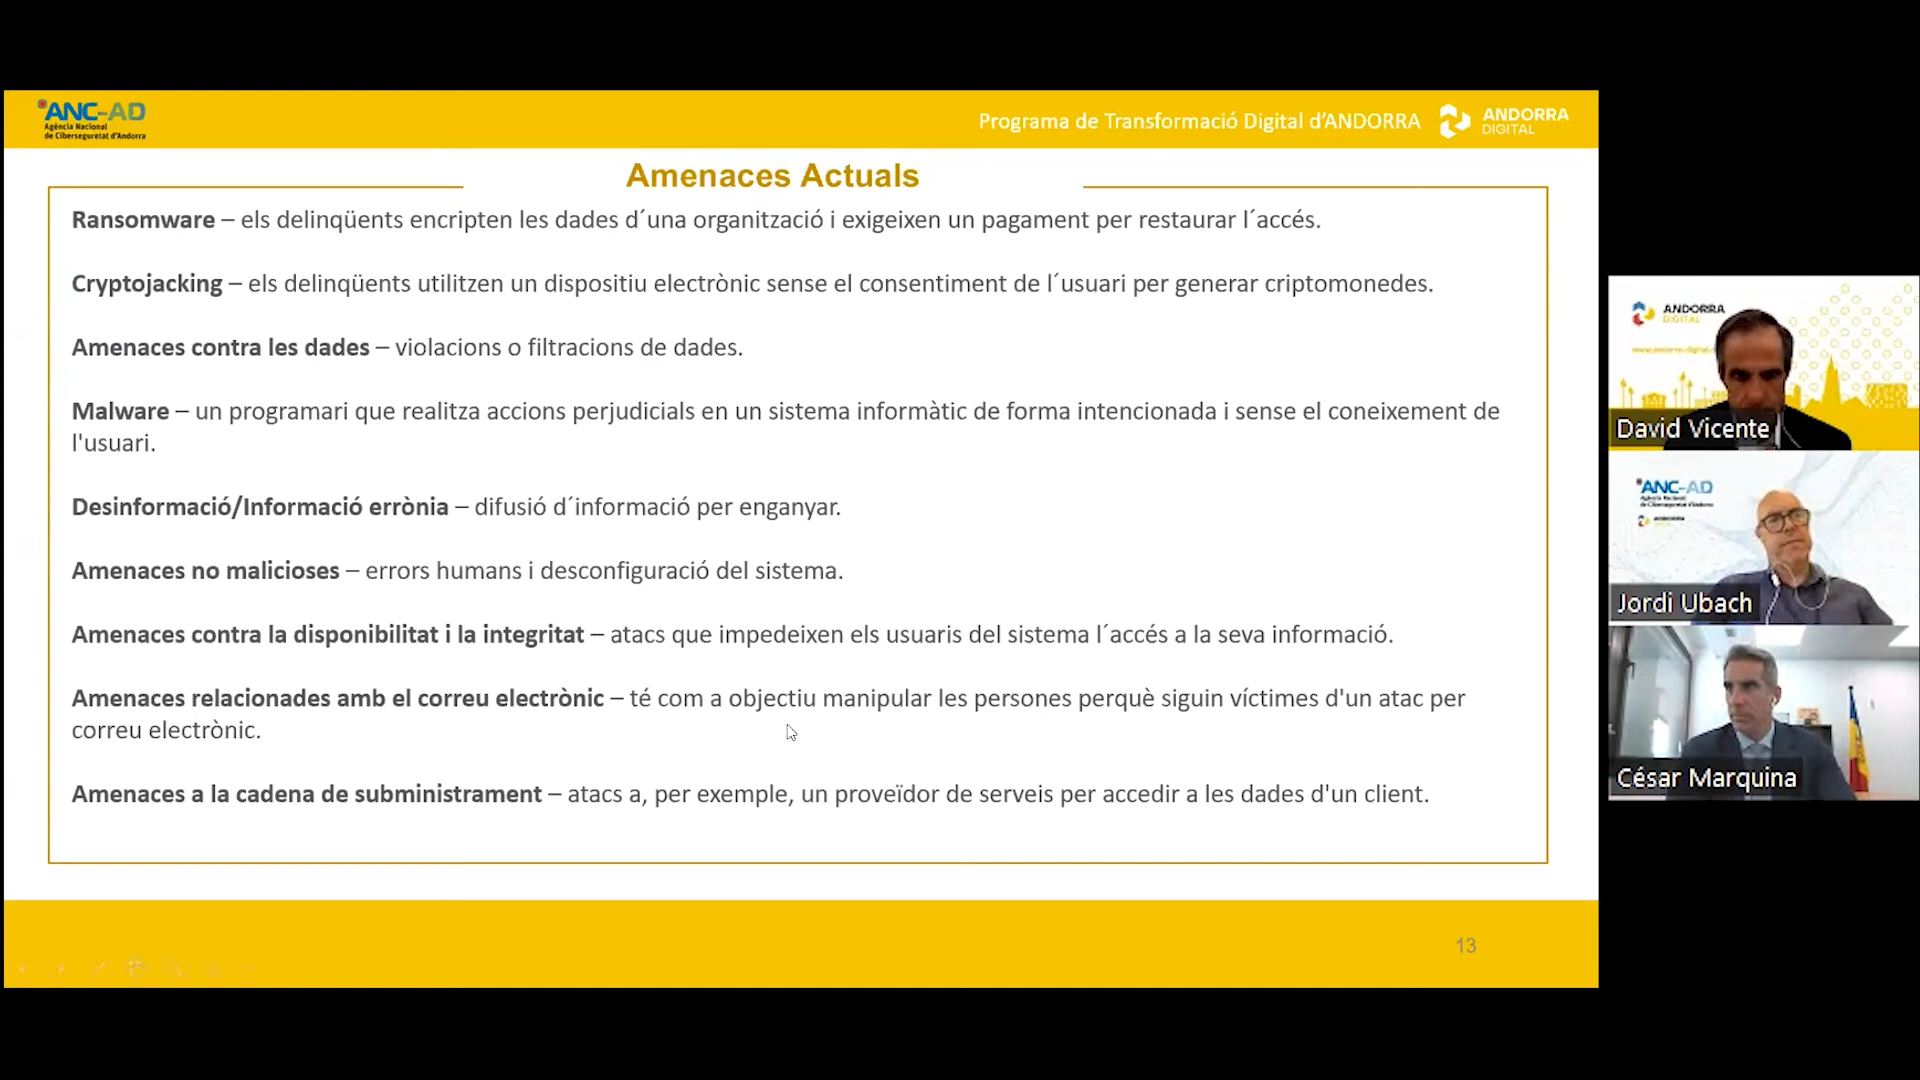 ANC-AD
Agència Nacional
de Ciberseguretat d'Andorra
Programa de Transformació Digital d'ANDORRA
ANDORRA
DIGITAL
Amenaces Actuals
Ransomware – els delinqüents encripten les dades d´una organització i exigeixen un pagament per restaurar l´accés.
Cryptojacking – els delinqüents utilitzen un dispositiu electrònic sense el consentiment de l´usuari per generar criptomonedes.
Amenaces contra les dades – violacions o filtracions de dades.
Malware – un programari que realitza accions perjudicials en un sistema informàtic de forma intencionada i sense el coneixement de
l'usuari.
Desinformació/Informació errònia – difusió d´informació per enganyar.
Amenaces no malicioses – errors humans i desconfiguració del sistema.
Amenaces contra la disponibilitat i la integritat – atacs que impedeixen els usuaris del sistema l´accés a la seva informació.
Amenaces relacionades amb el correu electrònic – té com a objectiu manipular les persones perquè siguin víctimes d'un atac per
correu electrònic.
Amenaces a la cadena de subministrament – atacs a, per exemple, un proveïdor de serveis per accedir a les dades d'un client.
13
ANDORRA
DIGITAL
David Vicente
ANC-AD
Agència Nacional
de Ciberseguretat d'Andorra
ANDORRA
Jordi Ubach
César Marquina